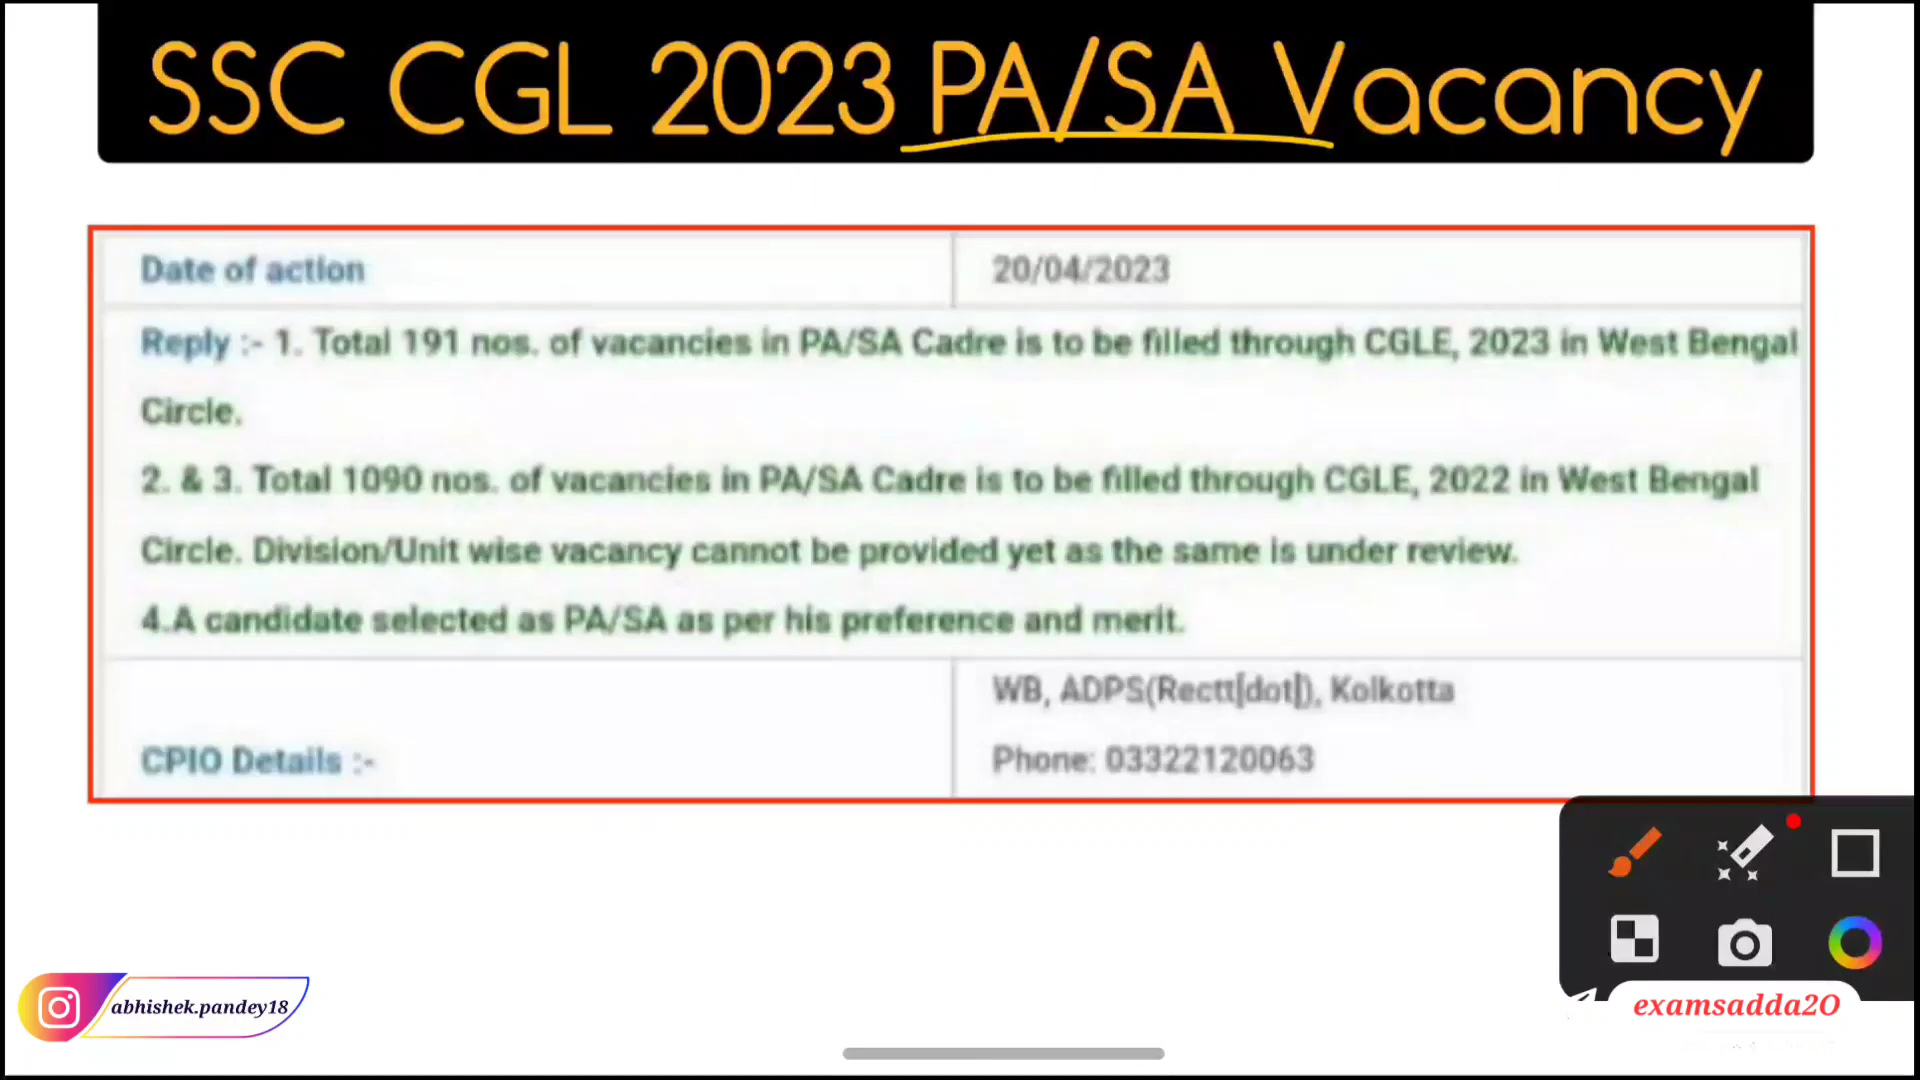 SSC CGL 2023 PA/SA Vacancy
Date of action 20/04/2023
Reply :- 1. Total 191 nos. of vacancies in PA/SA Cadre is to be filled through CGLE, 2023 in West Bengal
Circle.
2. & 3. Total 1090 nos. of vacancies in PA/SA Cadre is to be filled through CGLE, 2022 in West Bengal
Circle. Division/Unit wise vacancy cannot be provided yet as the same is under review.
4.A candidate selected as PA/SA as per his preference and merit.
WB, ADPS(Rectt[dot]), Kolkotta
CPIO Details :- Phone: 03322120063
abhishek.pandey18
examsadda20